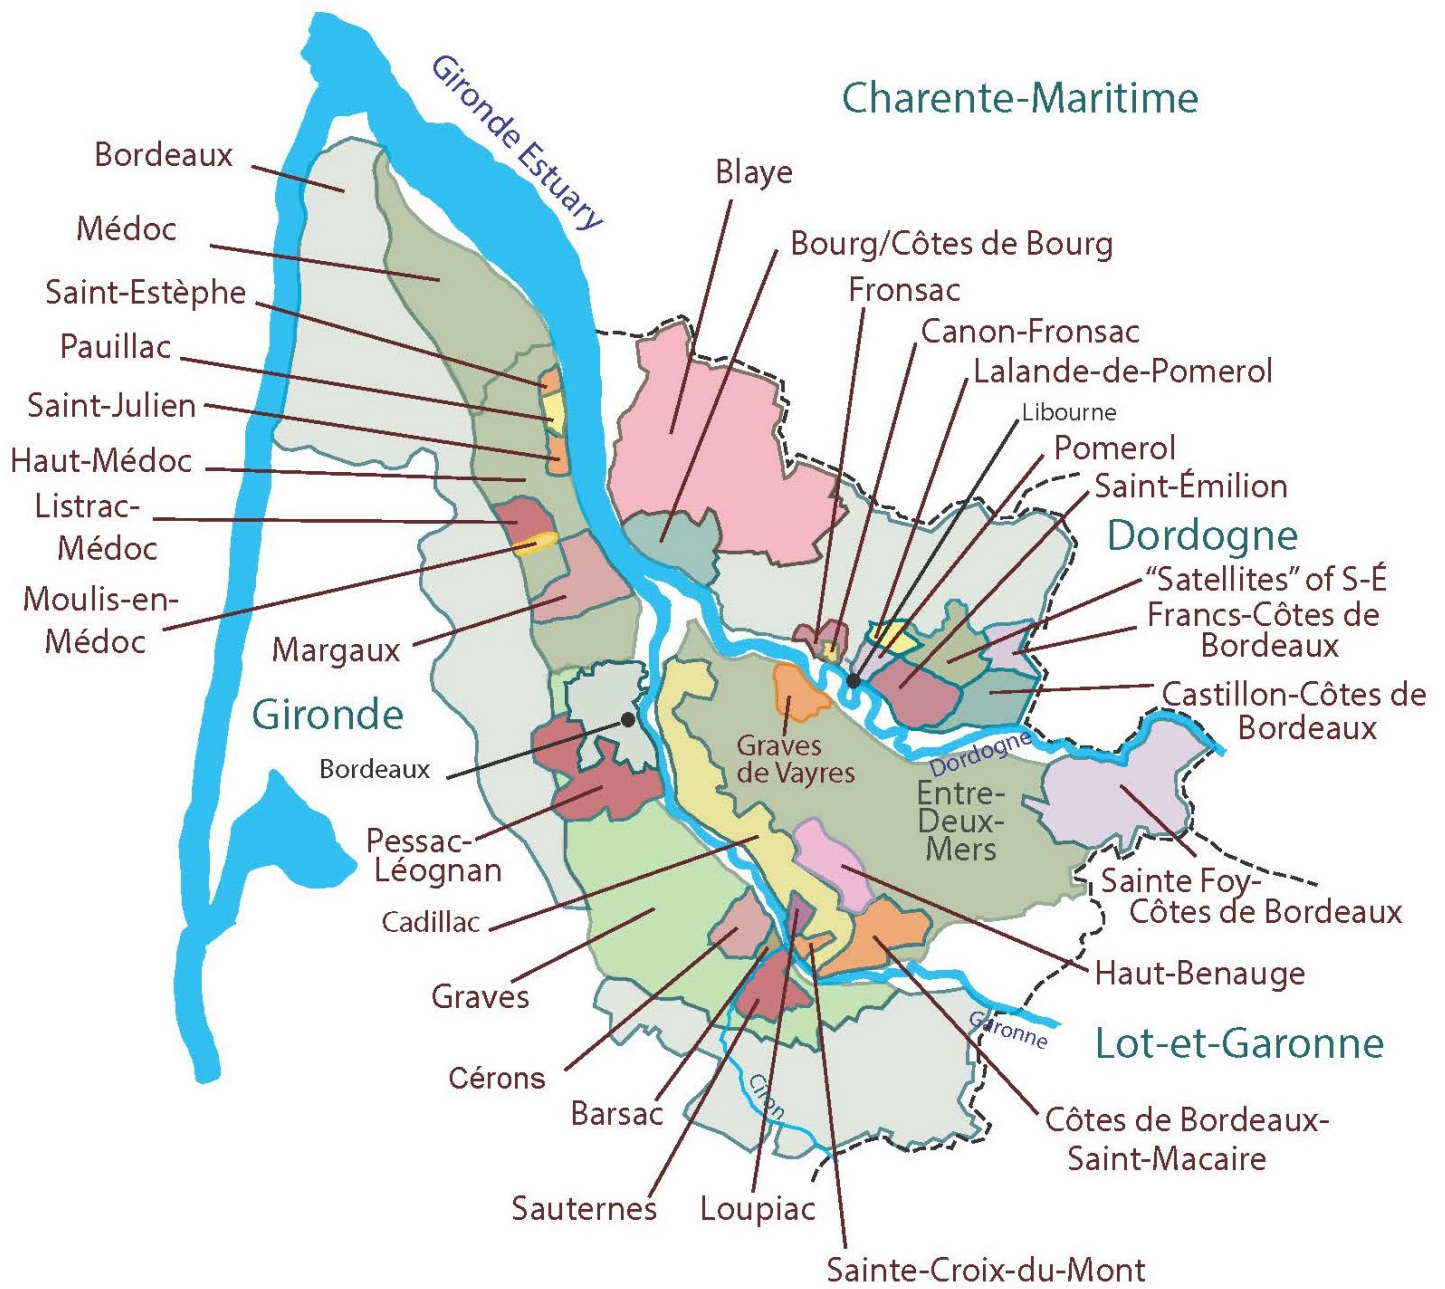 Charente-Maritime
Gironde Estuary
Bordeaux
Blaye
Médoc
Bourg/Côtes de Bourg
Saint-Estèphe
Fronsac
Pauillac
Canon-Fronsac
Lalande-de-Pomerol
Saint-Julien
Libourne
Haut-Médoc
Pomerol
Saint-Émilion
Listrac-
Médoc
Dordogne
Moulis-en-
Médoc
"Satellites" of S-É
Francs-Côtes de
Bordeaux
Margaux
Castillon-Côtes de
Bordeaux
Gironde
Graves
de Vayres
Dordogne
Bordeaux
Entre-
Deux-
Mers
Pessac-
Léognan
Sainte Foy-
Côtes de Bordeaux
Cadillac
Haut-Benauge
Graves
Garonne
Lot-et-Garonne
Cérons
Ciron
Barsac
Côtes de Bordeaux-
Saint-Macaire
Sauternes
Loupiac
Sainte-Croix-du-Mont